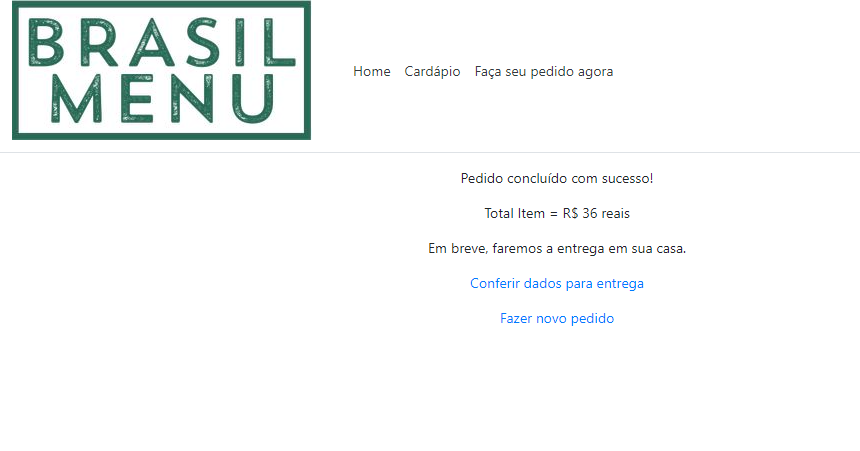 BRASIL
MENU
Home Cardápio Faça seu pedido agora
Pedido concluído com sucesso!
Total Item = R$ 36 reais
Em breve, faremos a entrega em sua casa.
Conferir dados para entrega
Fazer novo pedido